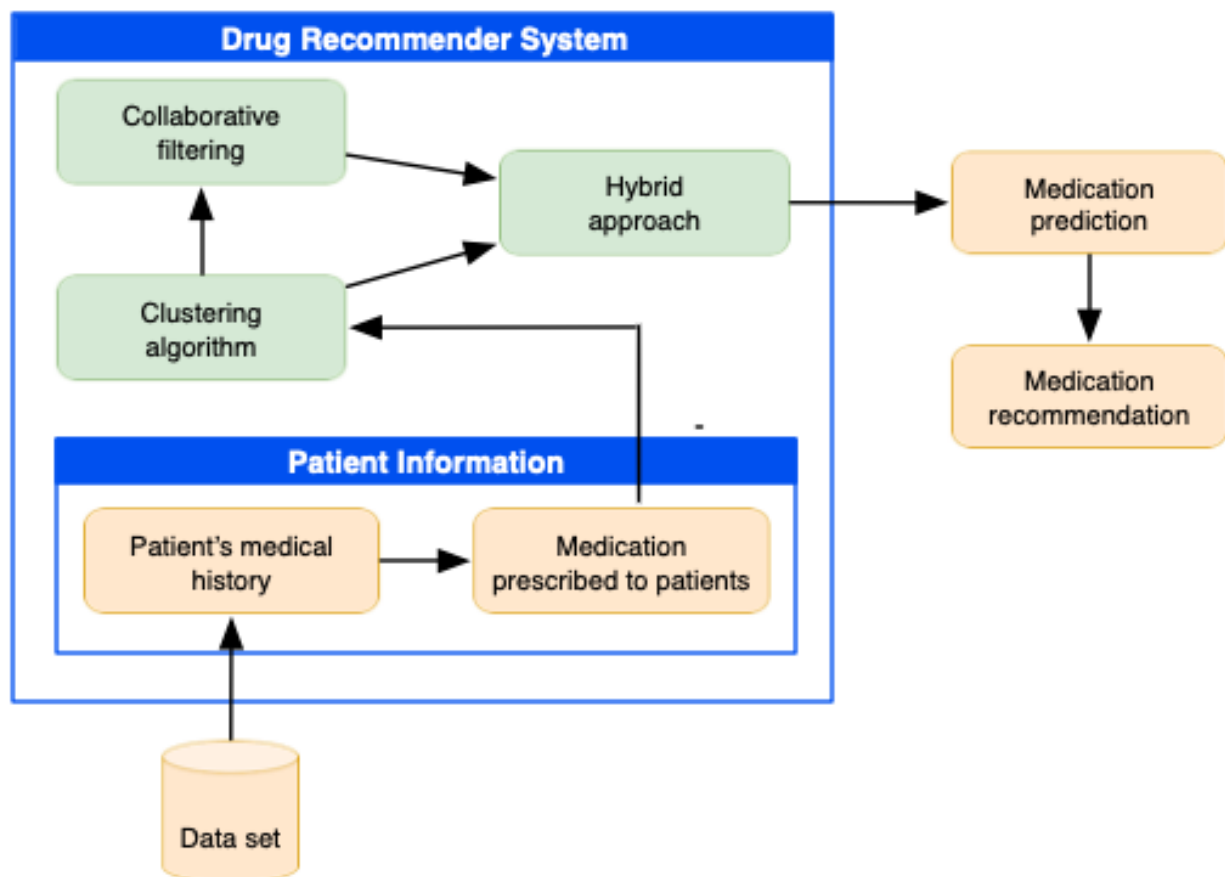 Drug Recommender System
Collaborative
filtering
Hybrid
approach
Medication
prediction
Clustering
algorithm
Medication
recommendation
Patient Information
Patient's medical
history
Medication
prescribed to patients
Data set